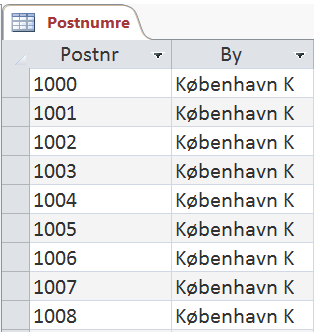 Postnumre
Postnr By
1000 København K
1001 København K
1002 København K
1003 København K
1004 København K
1005 København K
1006 København K
1007 København K
1008 København K